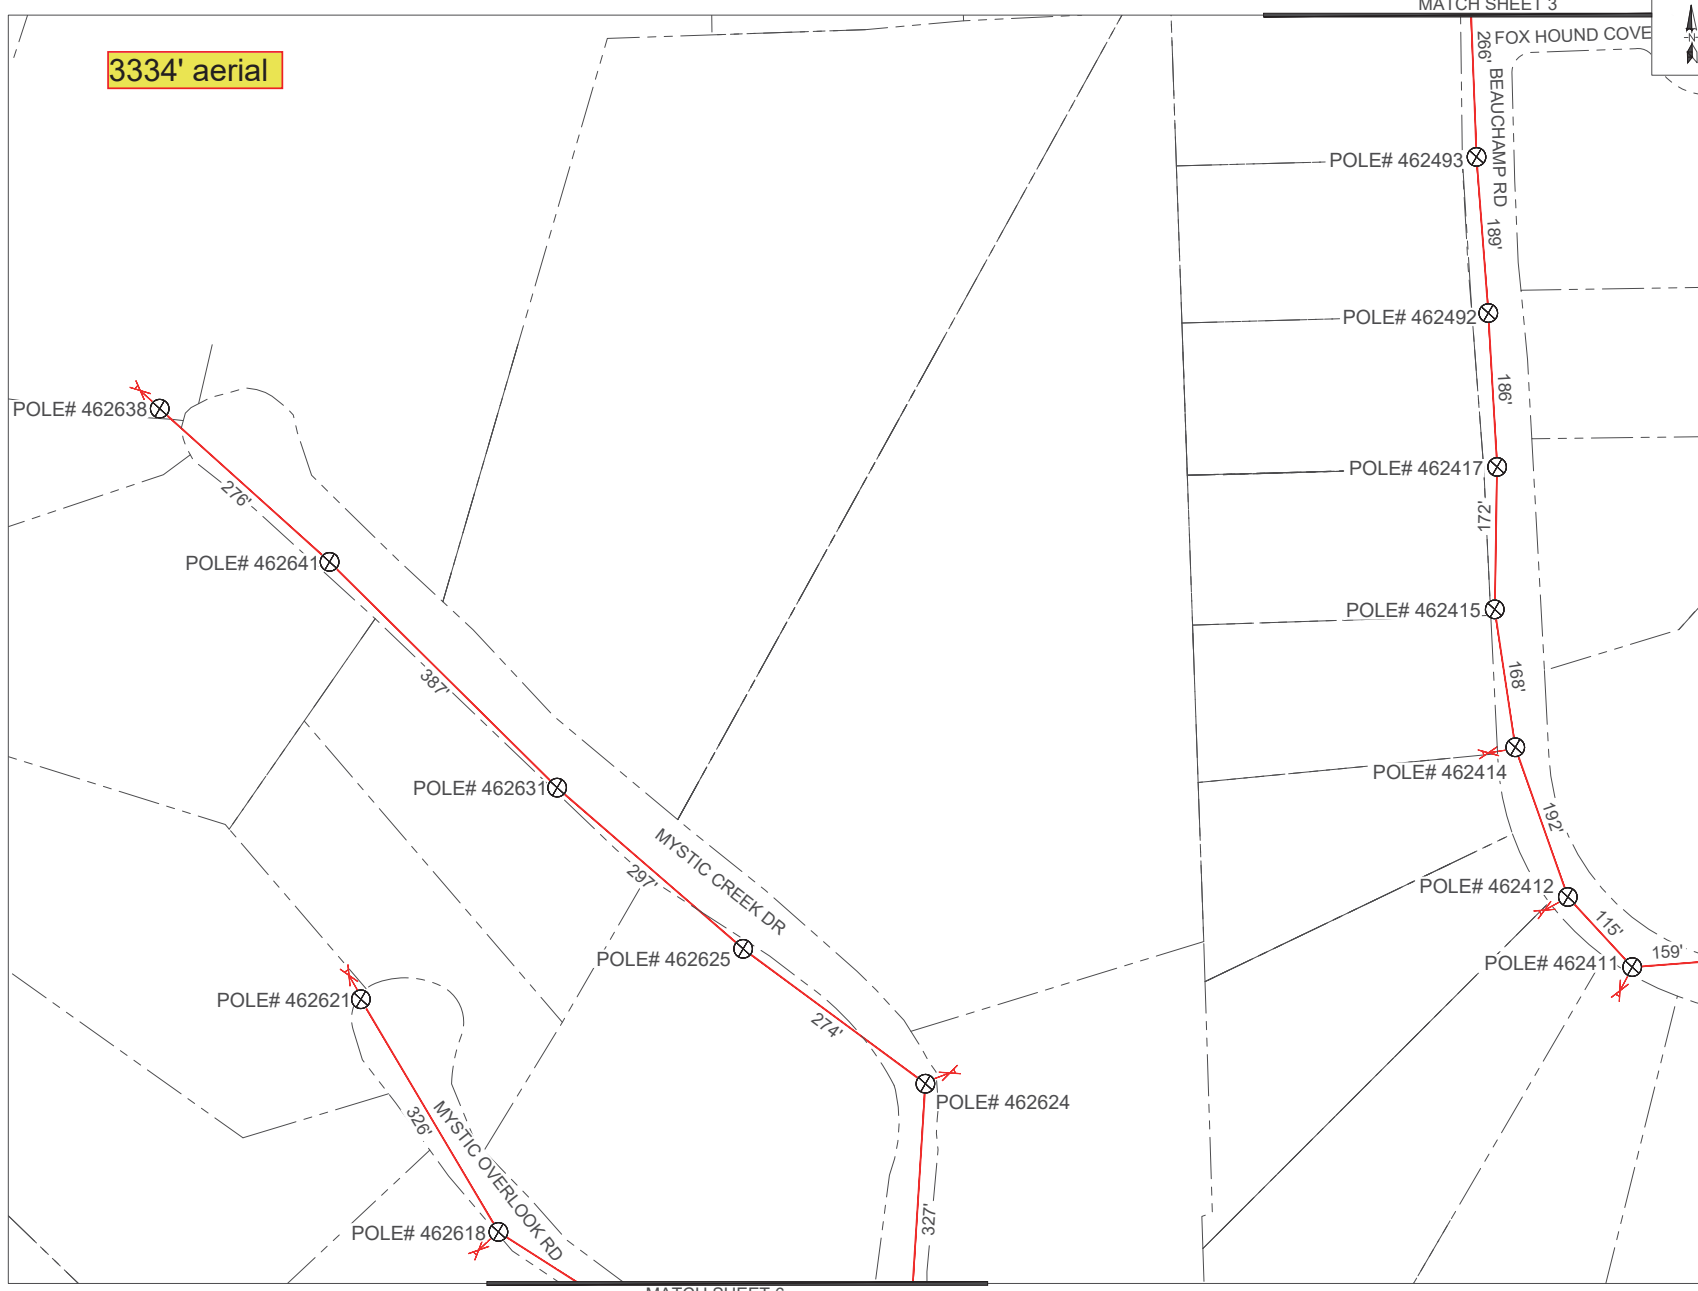 MATCH SHEET 3
3334' aerial
FOX HOUND COVE
266'
BEAUCHAMP RD
POLE# 462493
189'
POLE# 462492
186'
POLE# 462638
POLE# 462417
276'
172'
POLE# 462641
POLE# 462415
387'
168'
POLE# 462414
POLE# 462631
192'
MYSTIC CREEK DR
297'
POLE# 462412
115'
POLE# 462625
159'
POLE# 462411
POLE# 462621
274'
POLE# 462624
326'
MYSTIC OVERLOOK RD
327'
POLE# 462618
MATCH SHEET